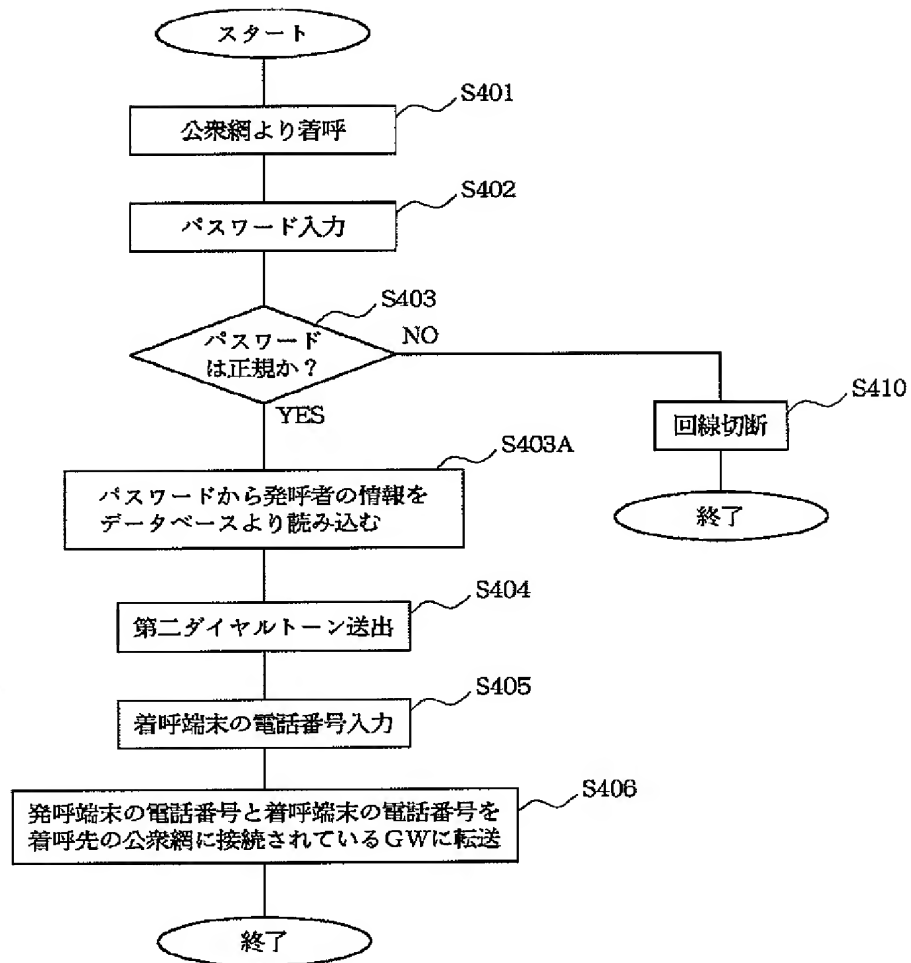 スタート
S401
公衆網より着呼
S402
パスワード入力
S403
パスワード
は正規か？
NO
YES
S410
回線切断
終了
S403A
パスワードから発呼者の情報を
データベースより読み込む
S404
第二ダイヤルトーン送出
S405
着呼端末の電話番号入力
S406
発呼端末の電話番号と着呼端末の電話番号を
着呼先の公衆網に接続されているＧＷに転送
終了